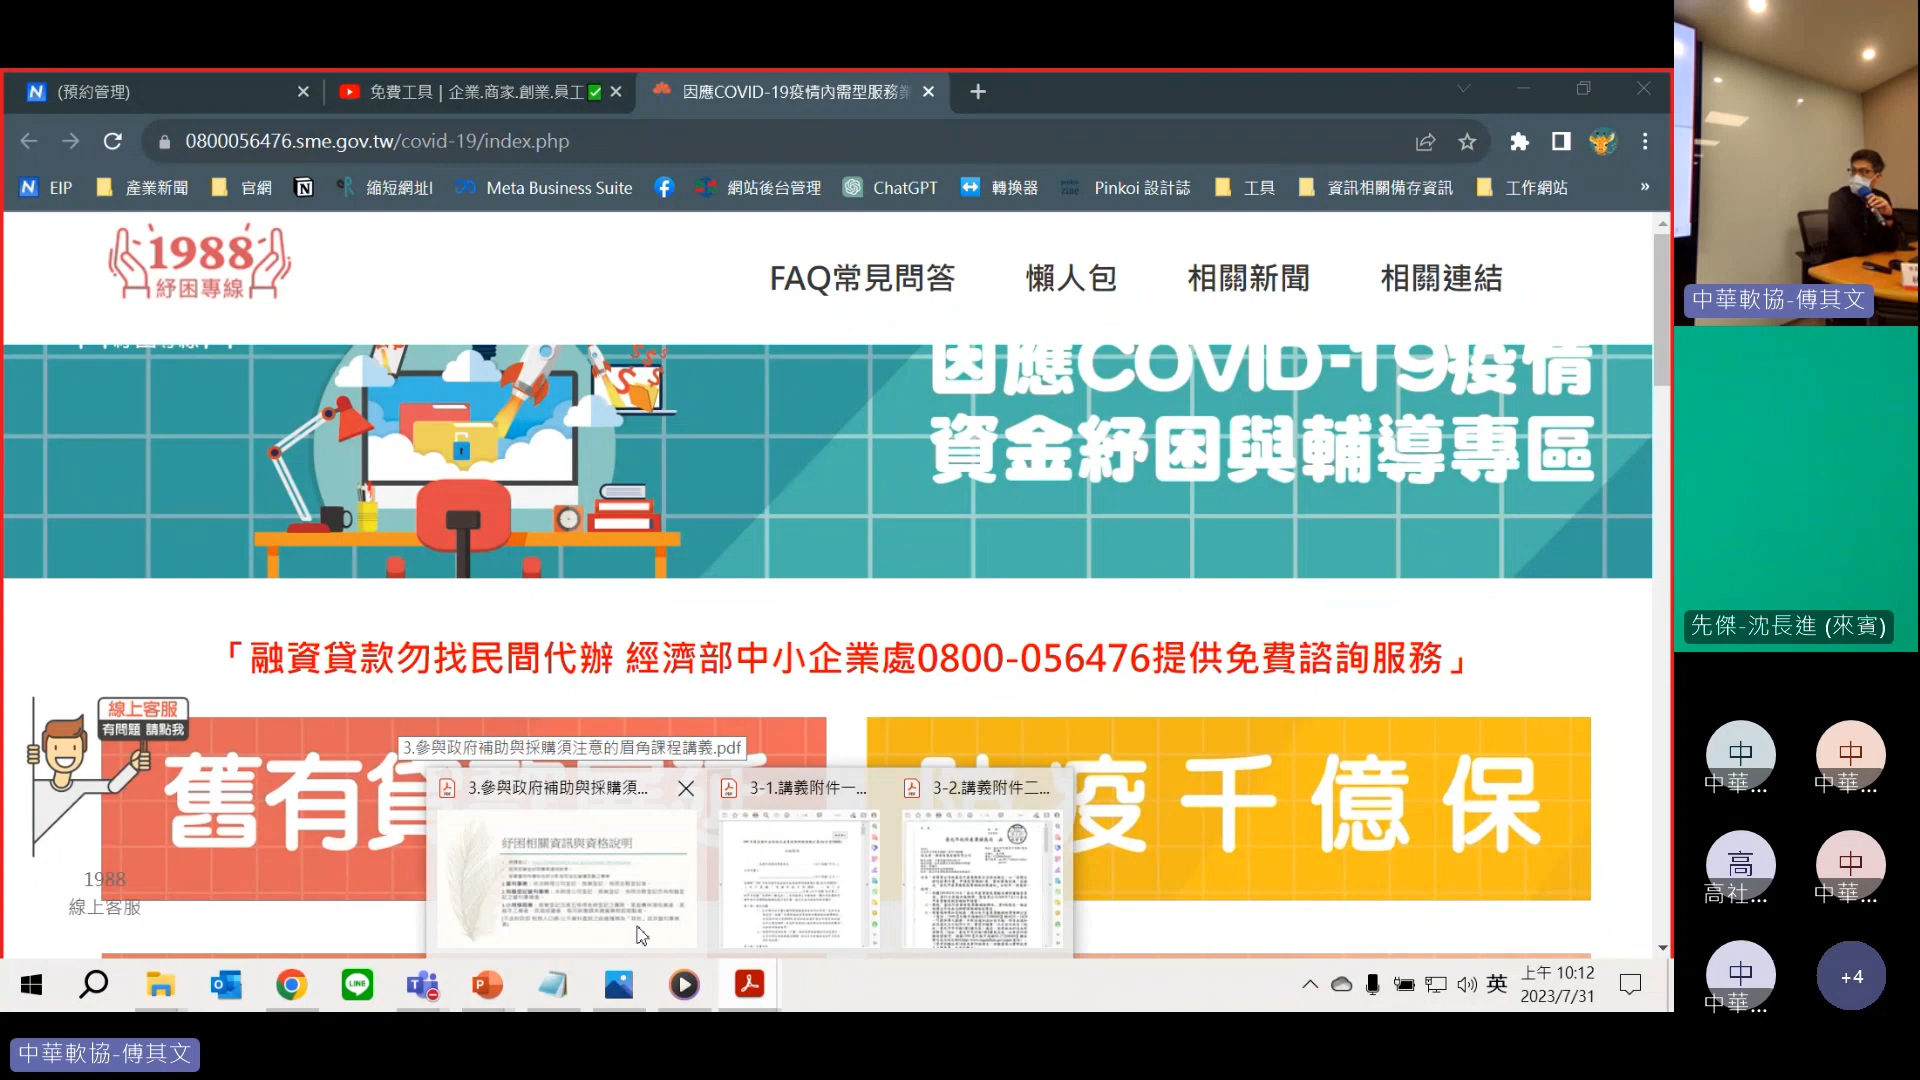 (預約管理)
免費工具 | 企業.商家.創業.員工✅
因應COVID-19疫情內需型服務業
0800056476.sme.gov.tw/covid-19/index.php
EIP
產業新聞
官網
縮短網址l
Meta Business Suite
網站後台管理
ChatGPT
轉換器
Pinkoi 設計誌
工具
資訊相關備存資訊
工作網站
»
1988
紓困專線
FAQ常見問答
懶人包
相關新聞
相關連結
因應COVID-19疫情
資金紓困與輔導專區
「融資貸款勿找民間代辦 經濟部中小企業處0800-056476提供免費諮詢服務」
線上客服
有問題 請點我
舊有貸
疫千億保
1988
線上客服
3.參與政府補助與採購須注意的眉角課程講義.pdf
3.參與政府補助與採購須...
3-1.講義附件一...
3-2.講義附件二...
紓困相關資訊與資格說明
英
上午 10:12
2023/7/31
中華軟協-傅其文
先傑-沈長進 (來賓)
中
中華...
中
中華...
高
高社...
中
中華...
中
中華...
+4
中華軟協-傅其文